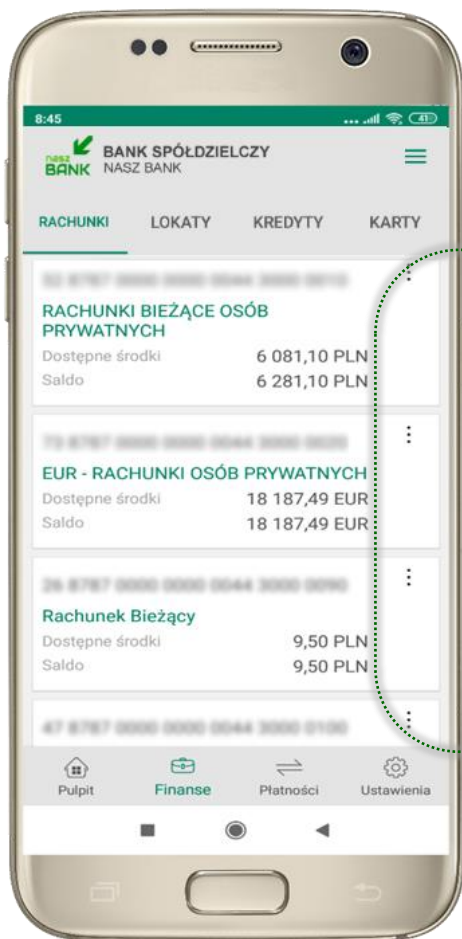 8:45
41
nasz
BANK
BANK SPÓŁDZIELCZY
NASZ BANK
RACHUNKI LOKATY KREDYTY KARTY
RACHUNKI BIEŻĄCE OSÓB
PRYWATNYCH
Dostępne środki 6 081,10 PLN
Saldo 6 281,10 PLN
EUR - RACHUNKI OSÓB PRYWATNYCH
Dostępne środki 18 187,49 EUR
Saldo 18 187,49 EUR
Rachunek Bieżący
Dostępne środki 9,50 PLN
Saldo 9,50 PLN
Pulpit Finanse Płatności Ustawienia